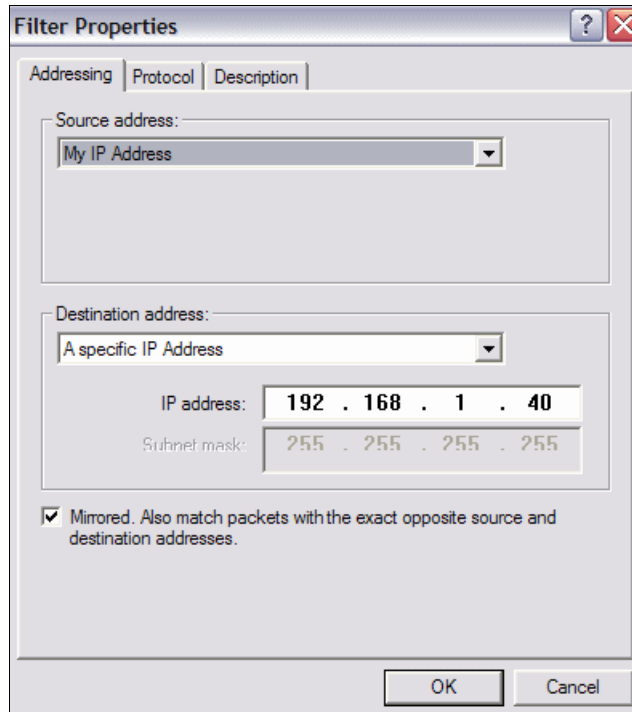 Filter Properties
?
Addressing Protocol Description
Source address:
My IP Address
Destination address:
A specific IP Address
IP address: 192 . 168 . 1 . 40
Subnet mask: 255 . 255 . 255 . 255
Mirrored. Also match packets with the exact opposite source and
destination addresses.
OK Cancel